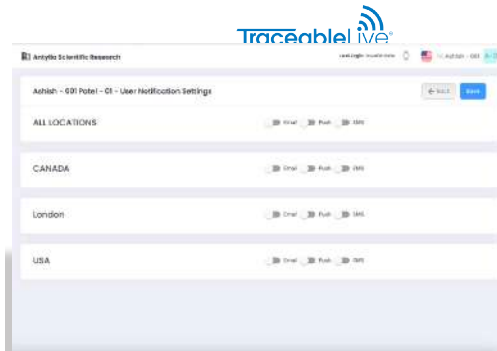 TraceableLive®
Antylia Scientific Research
Ashish - 001 Patel - 01 - User Notification Settings
Back Save
ALL LOCATIONS Email Push SMS
CANADA Email Push SMS
London Email Push SMS
USA Email Push SMS